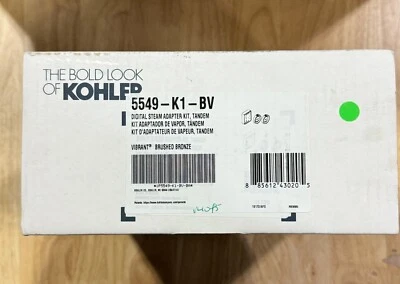 THE BOLD LOOK
OF KOHLER
5549-K1-BV
DIGITAL STEAM ADAPTER KIT, TANDEM
KIT ADAPTADOR DE VAPOR, TANDEM
KIT D'ADAPTATEUR DE VAPEUR, TANDEM
VIBRANT® BRUSHED BRONZE
8 85612 43020 5